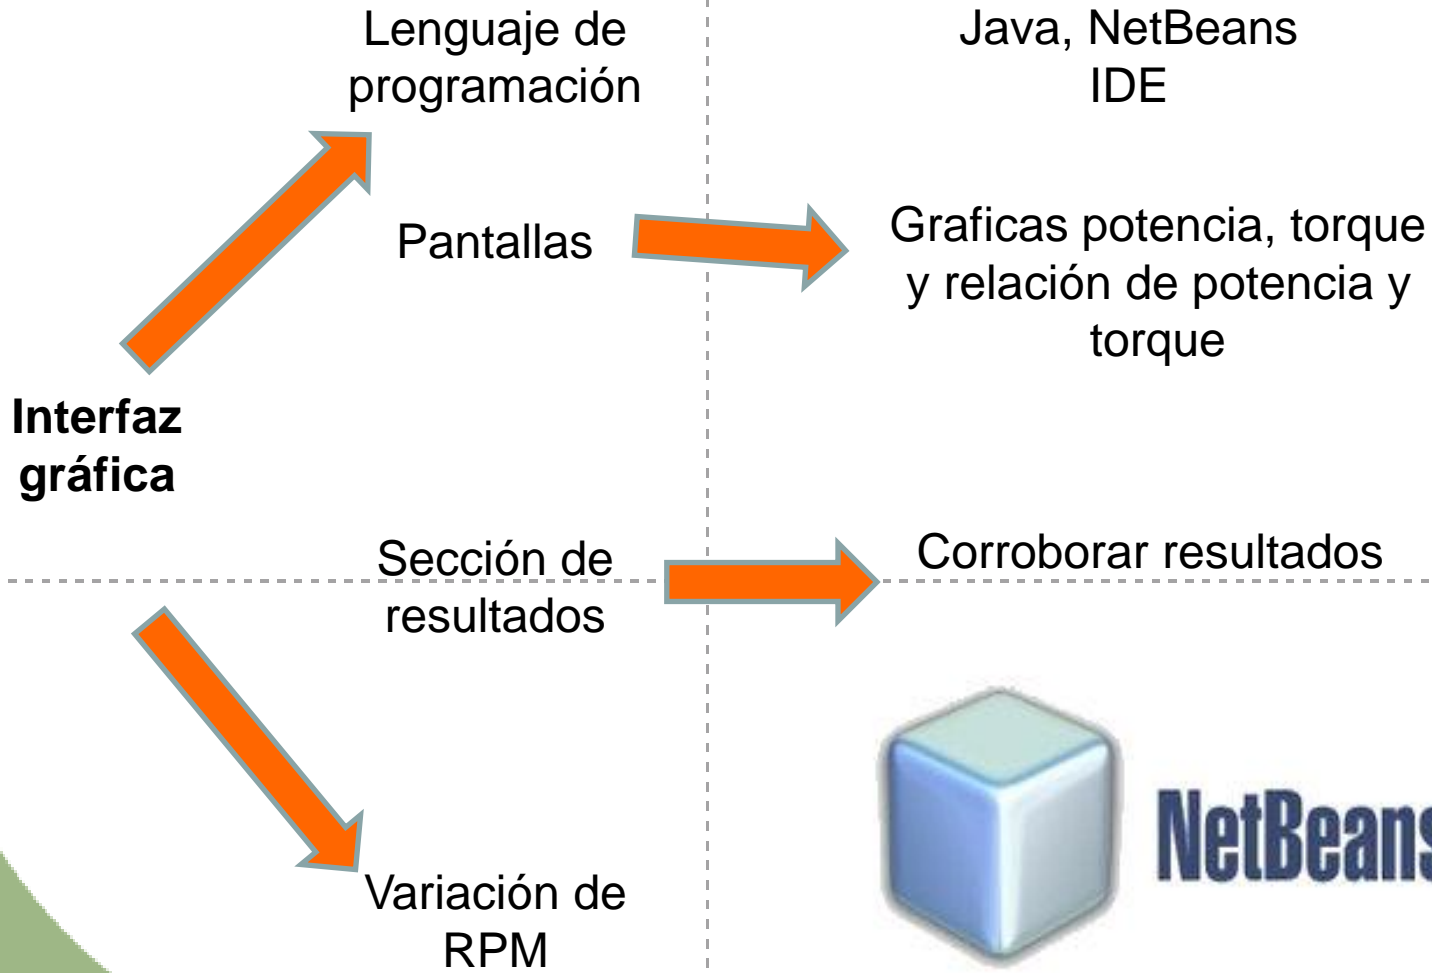 Lenguaje de
programación
Java, NetBeans
IDE
Pantallas
Graficas potencia, torque
y relación de potencia y
torque
Interfaz
gráfica
Sección de
resultados
Corroborar resultados
NetBeans
Variación de
RPM